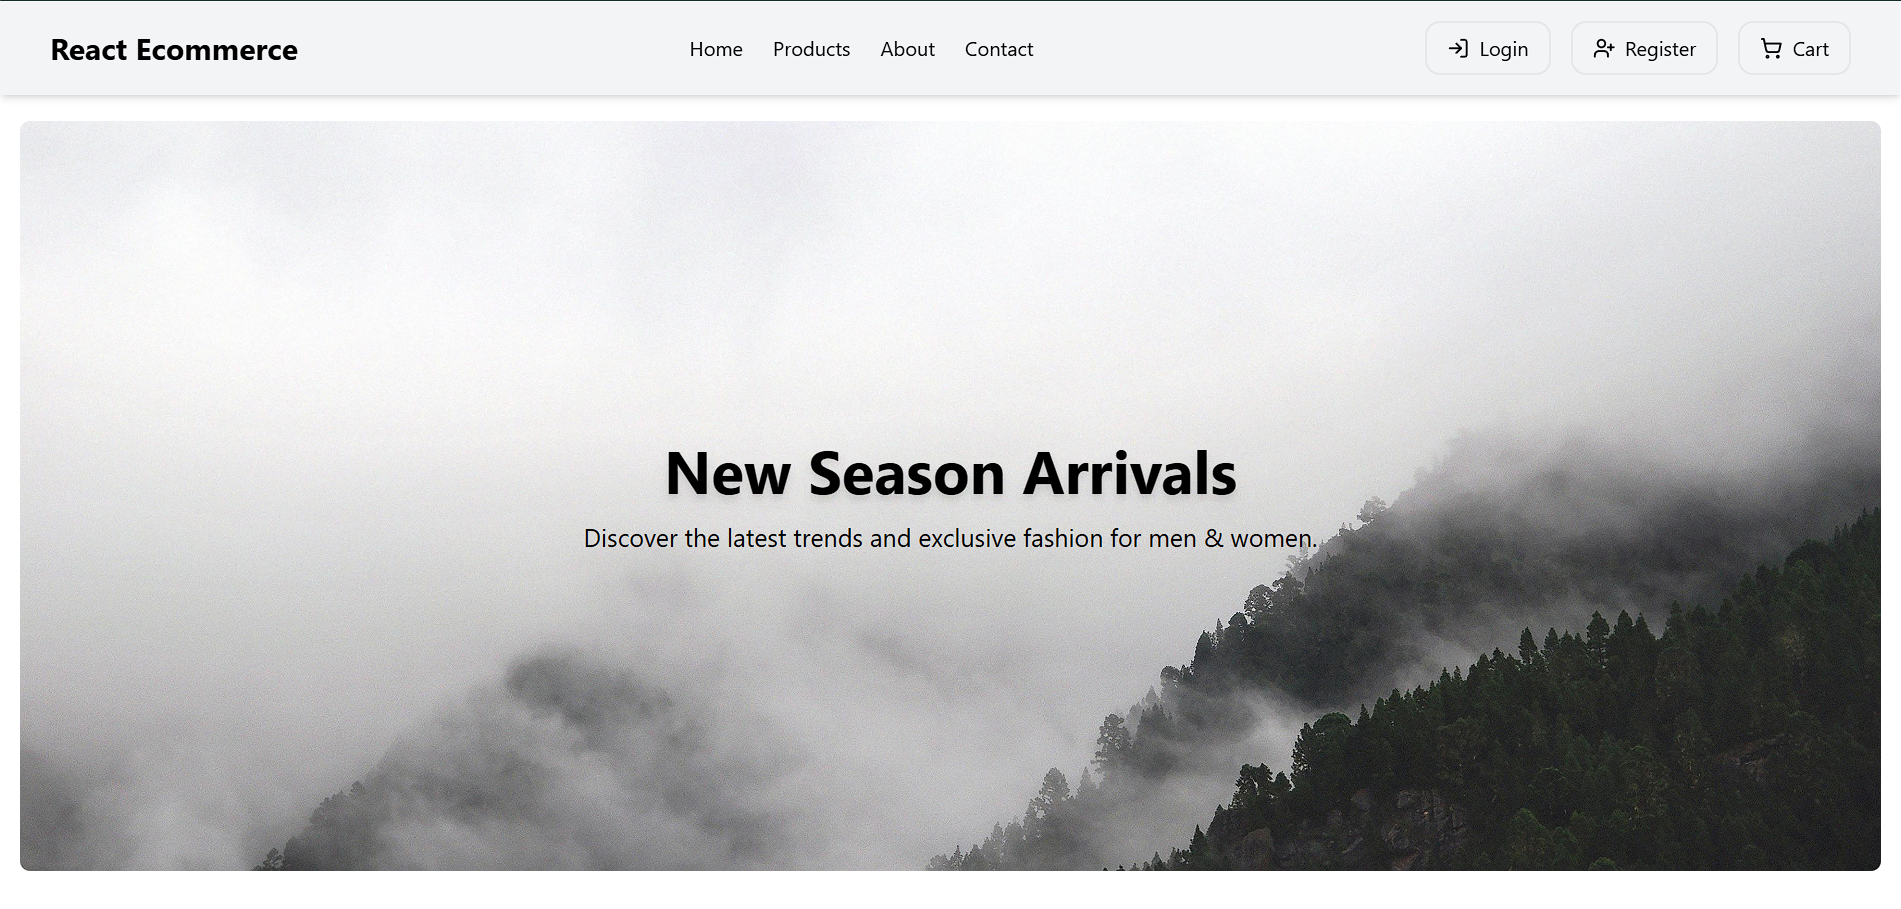 React Ecommerce
Home Products About Contact
Login Register Cart
New Season Arrivals
Discover the latest trends and exclusive fashion for men & women.